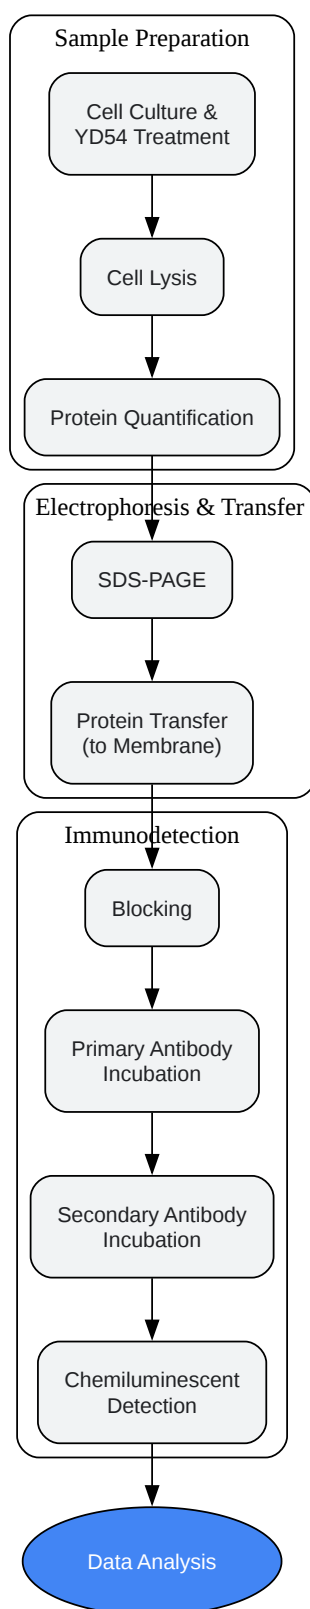 Sample Preparation
Cell Culture &
YD54 Treatment
Cell Lysis
Protein Quantification
Electrophoresis & Transfer
SDS-PAGE
Protein Transfer
(to Membrane)
Immunodetection
Blocking
Primary Antibody
Incubation
Secondary Antibody
Incubation
Chemiluminescent
Detection
Data Analysis